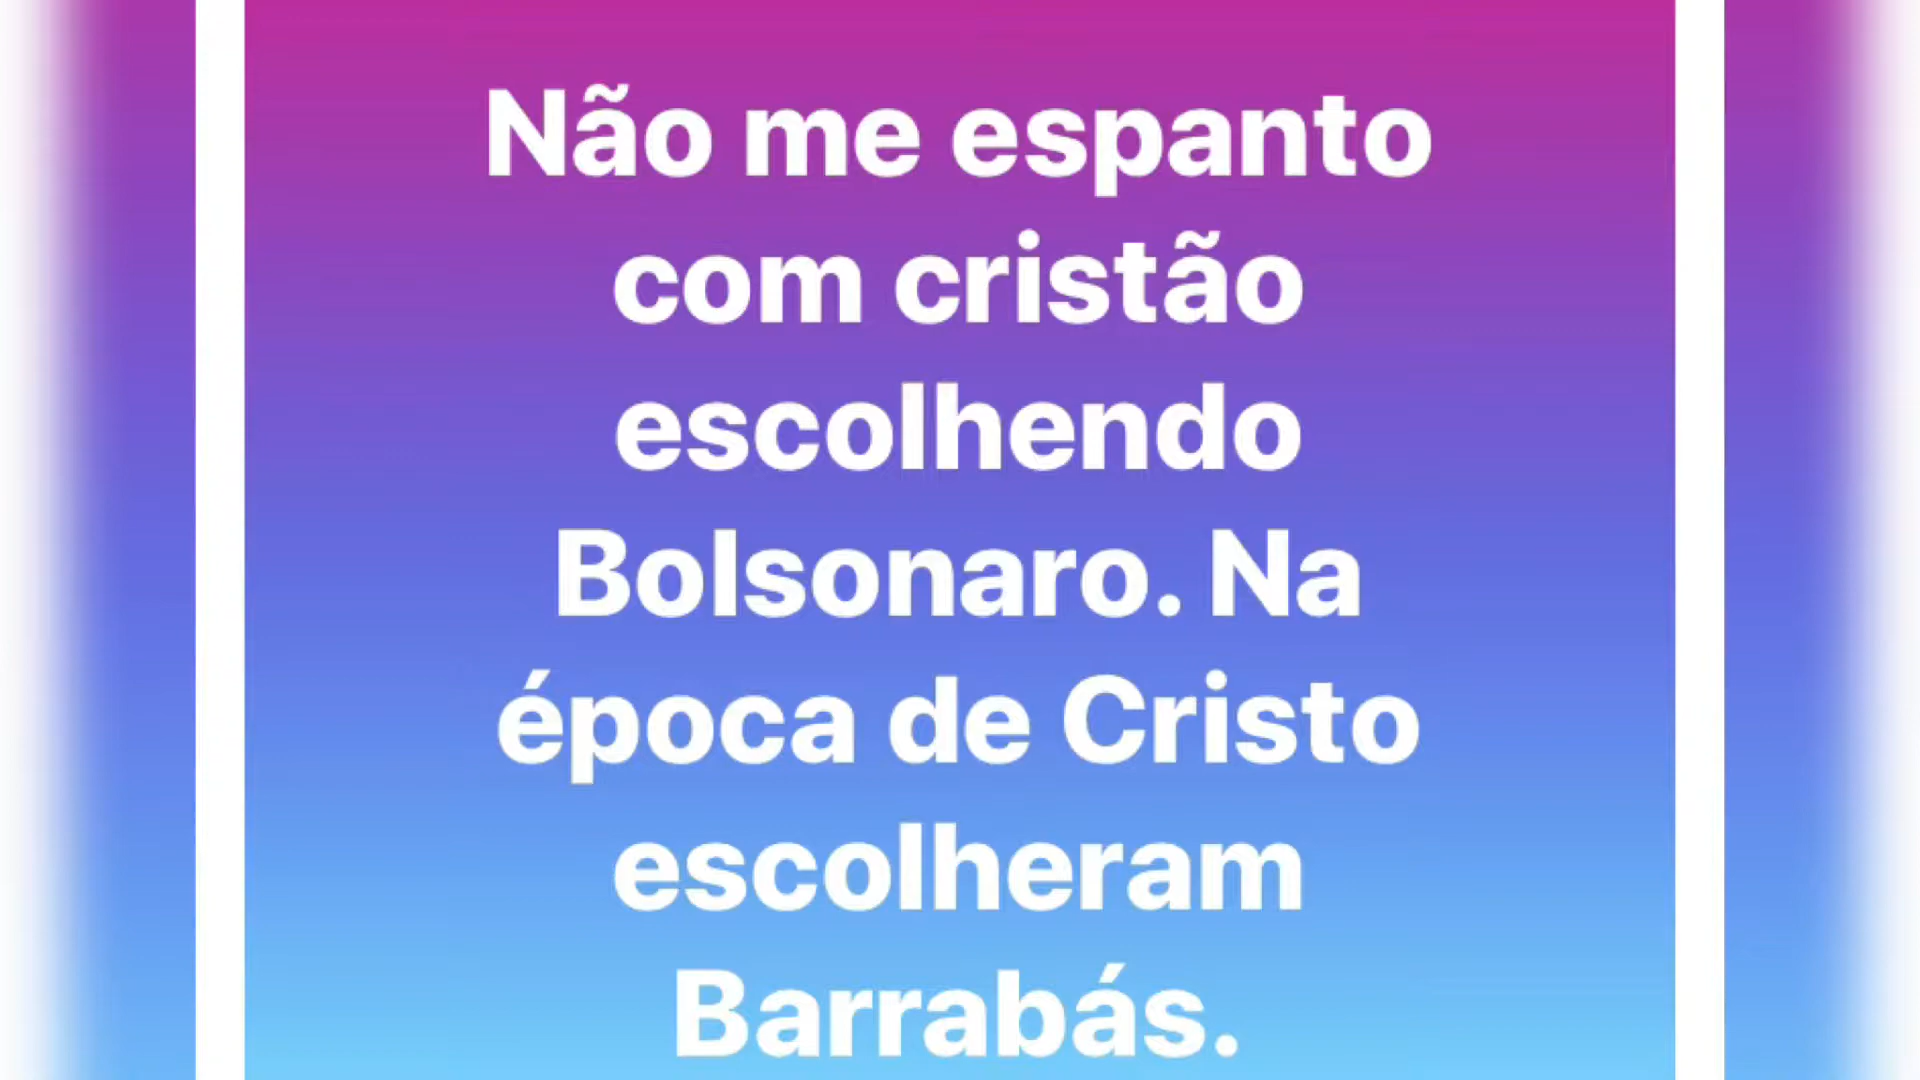 Não me espanto
com cristão
escolhendo
Bolsonaro. Na
época de Cristo
escolheram
Barrabás.